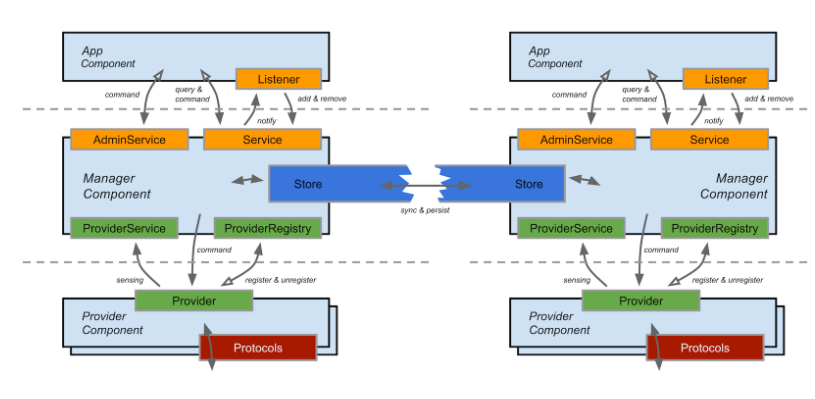 App
Component
Listener
command
query &
command
add & remove
notify
AdminService
Service
Manager
Component
Store
ProviderService
ProviderRegistry
command
sensing
register & unregister
Provider
Provider
Component
Protocols
sync & persist
App
Component
Listener
command
query &
command
add & remove
notify
AdminService
Service
Manager
Component
Store
ProviderService
ProviderRegistry
command
sensing
register & unregister
Provider
Provider
Component
Protocols